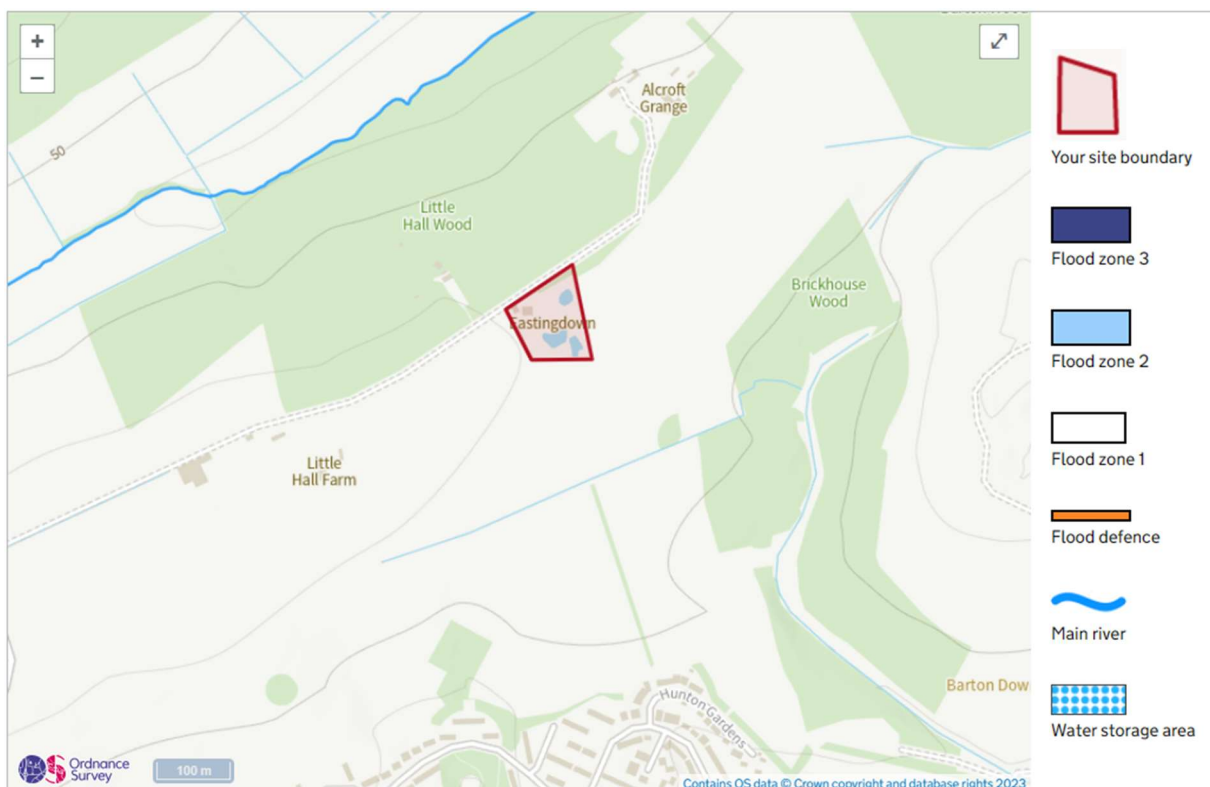 +
−
50
Alcroft
Grange
Little
Hall Wood
Brickhouse
Wood
Eastingdown
Little
Hall Farm
Hunton Gardens
Barton Dow
Ordnance
Survey
100 m
Contains OS data © Crown copyright and database rights 2023
Your site boundary
Flood zone 3
Flood zone 2
Flood zone 1
Flood defence
Main river
Water storage area